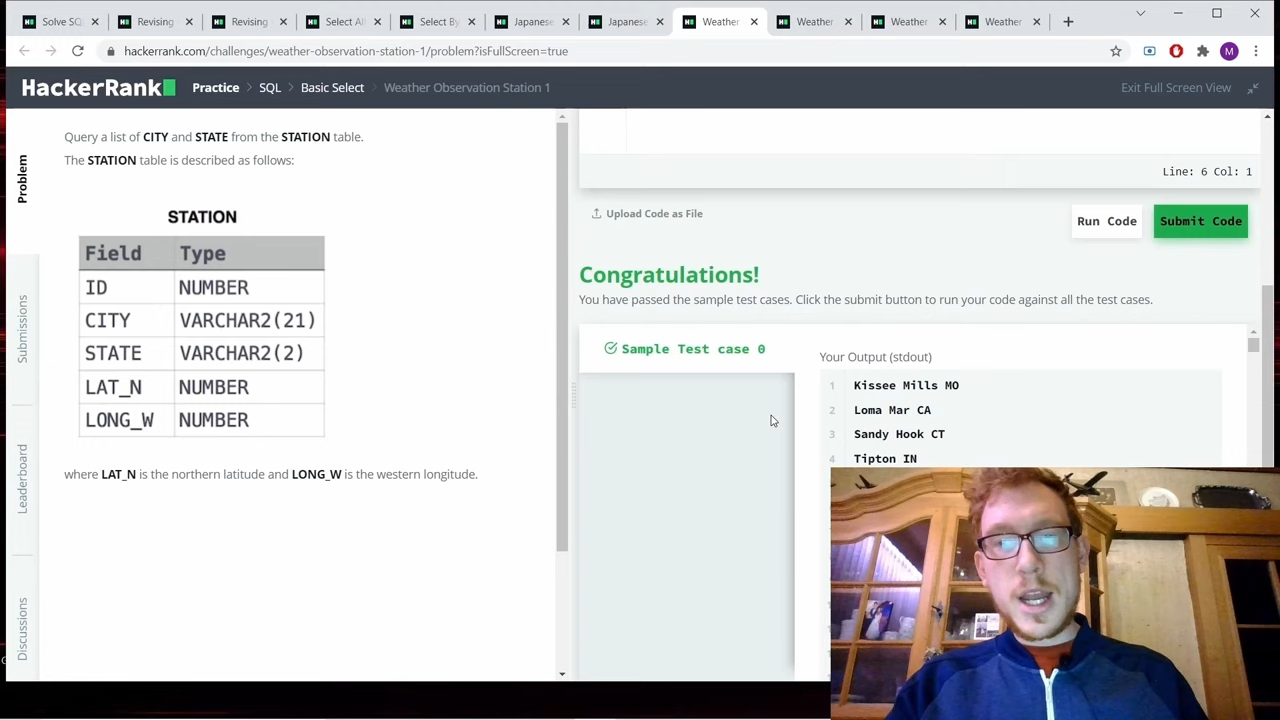 Solve SQ
Revising
Revising
Select Al
Select By
Japanese
Japanese
Weather
Weather
Weather
Weather
hackerrank.com/challenges/weather-observation-station-1/problem?isFullScreen=true
M
HackerRank
Practice > SQL > Basic Select > Weather Observation Station 1
Exit Full Screen View
Problem
Submissions
Leaderboard
Discussions
Query a list of CITY and STATE from the STATION table.
The STATION table is described as follows:
STATION
Field Type
ID NUMBER
CITY VARCHAR2(21)
STATE VARCHAR2(2)
LAT_N NUMBER
LONG_W NUMBER
where LAT_N is the northern latitude and LONG_W is the western longitude.
Line: 6 Col: 1
Upload Code as File
Run Code
Submit Code
Congratulations!
You have passed the sample test cases. Click the submit button to run your code against all the test cases.
Sample Test case 0
Your Output (stdout)
1 Kissee Mills MO
2 Loma Mar CA
3 Sandy Hook CT
4 Tipton IN